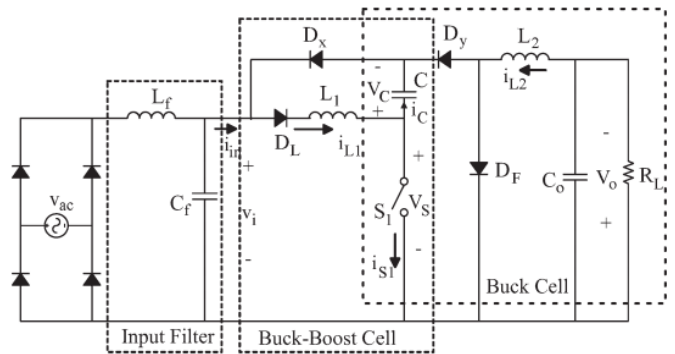 Dx
Dy
L2
Lf
L1
VC
C
iL2
+
iC
iin
DL
iL1
+
+
-
-
-
vac
Cf
vi
S1
VS
DF
Co
Vo
RL
-
iS1
-
+
Buck Cell
Input Filter
Buck-Boost Cell